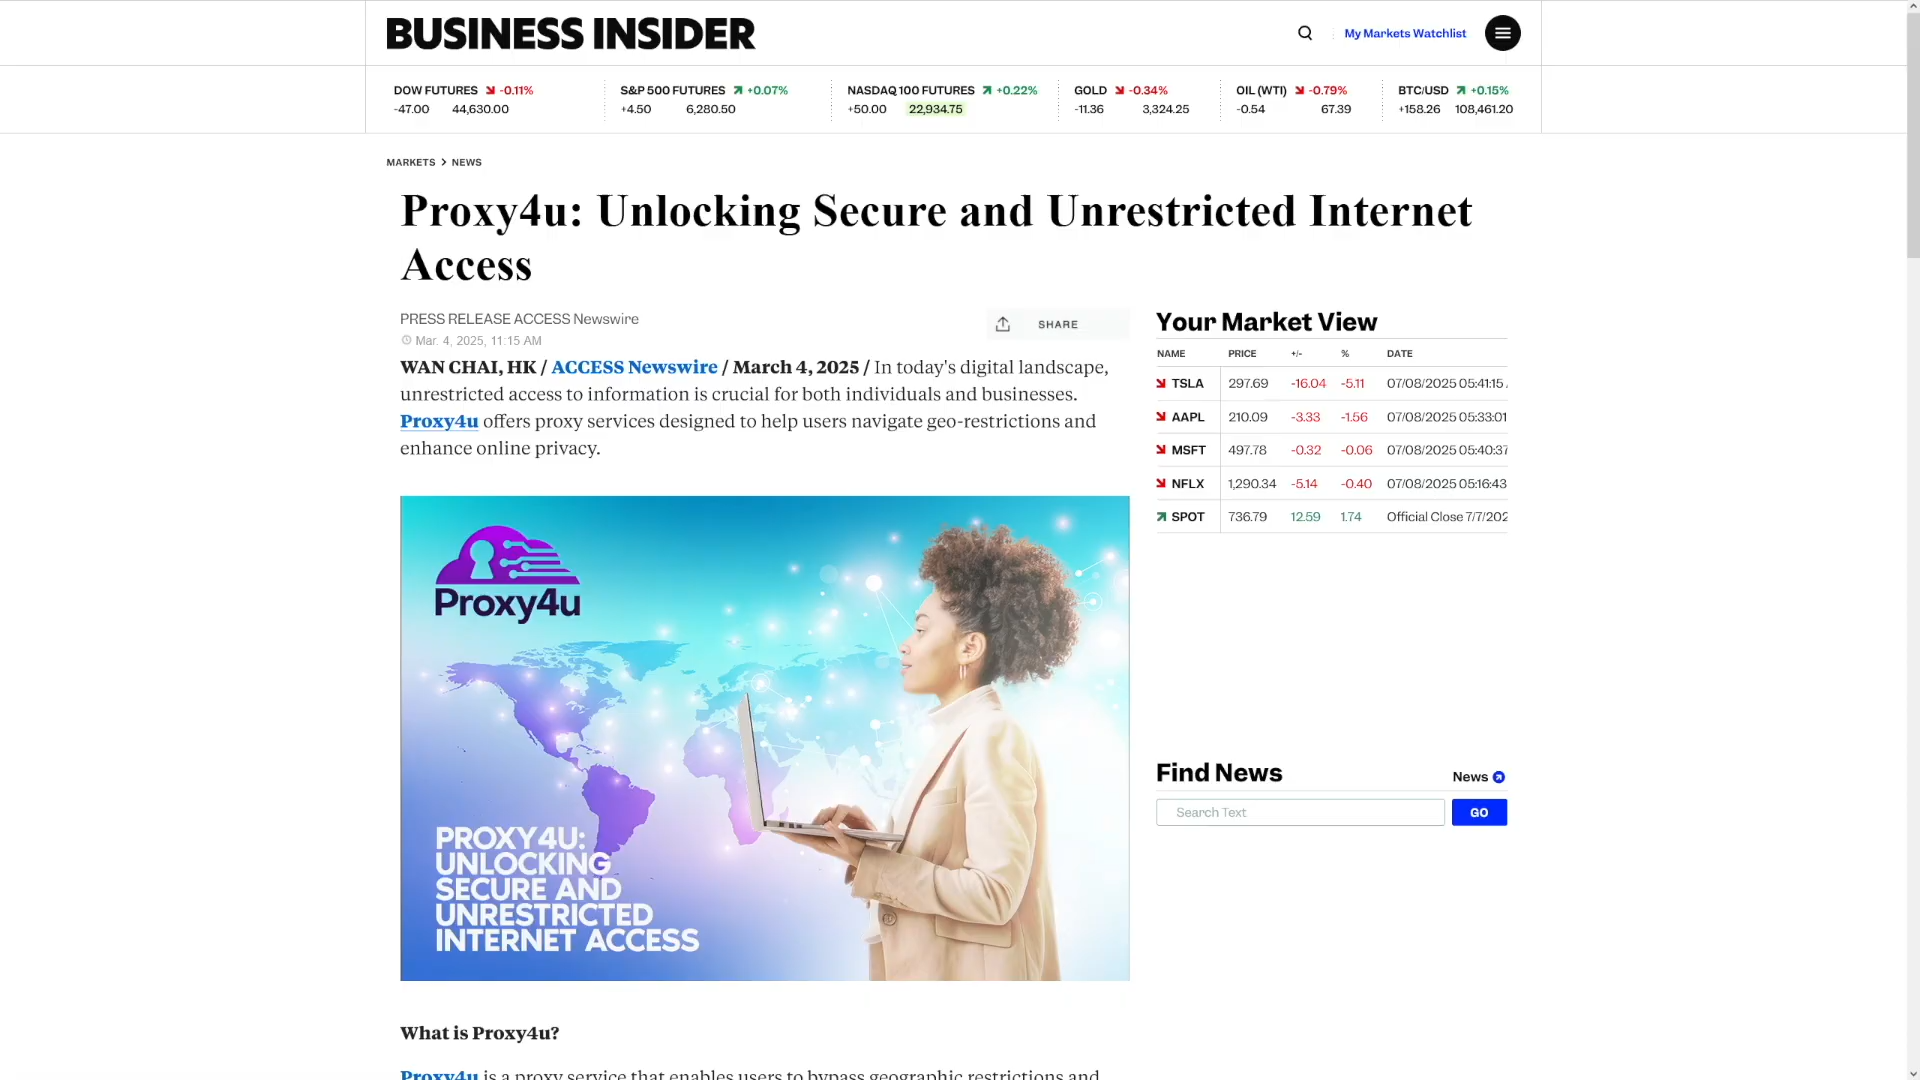 BUSINESS INSIDER
My Markets Watchlist
DOW FUTURES -0.11%
-47.00 44,630.00
S&P 500 FUTURES +0.07%
+4.50 6,280.50
NASDAQ 100 FUTURES +0.22%
+50.00 22,934.75
GOLD -0.34%
-11.36 3,324.25
OIL (WTI) -0.79%
-0.54 67.39
BTC/USD +0.15%
+158.26 108,461.20
MARKETS > NEWS
Proxy4u: Unlocking Secure and Unrestricted Internet
Access
PRESS RELEASE ACCESS Newswire
Mar. 4, 2025, 11:15 AM
SHARE
WAN CHAI, HK / ACCESS Newswire / March 4, 2025 / In today's digital landscape,
unrestricted access to information is crucial for both individuals and businesses.
Proxy4u offers proxy services designed to help users navigate geo-restrictions and
enhance online privacy.
Proxy4u
PROXY4U:
UNLOCKING
SECURE AND
UNRESTRICTED
INTERNET ACCESS
What is Proxy4u?
Proxy4u is a proxy service that enables users to bypass geographic restrictions and
Your Market View
NAME PRICE +/- % DATE
TSLA 297.69 -16.04 -5.11 07/08/2025 05:41:15
AAPL 210.09 -3.33 -1.56 07/08/2025 05:33:01
MSFT 497.78 -0.32 -0.06 07/08/2025 05:40:37
NFLX 1,290.34 -5.14 -0.40 07/08/2025 05:16:43
SPOT 736.79 12.59 1.74 Official Close 7/7/202
Find News
News
Search Text
GO